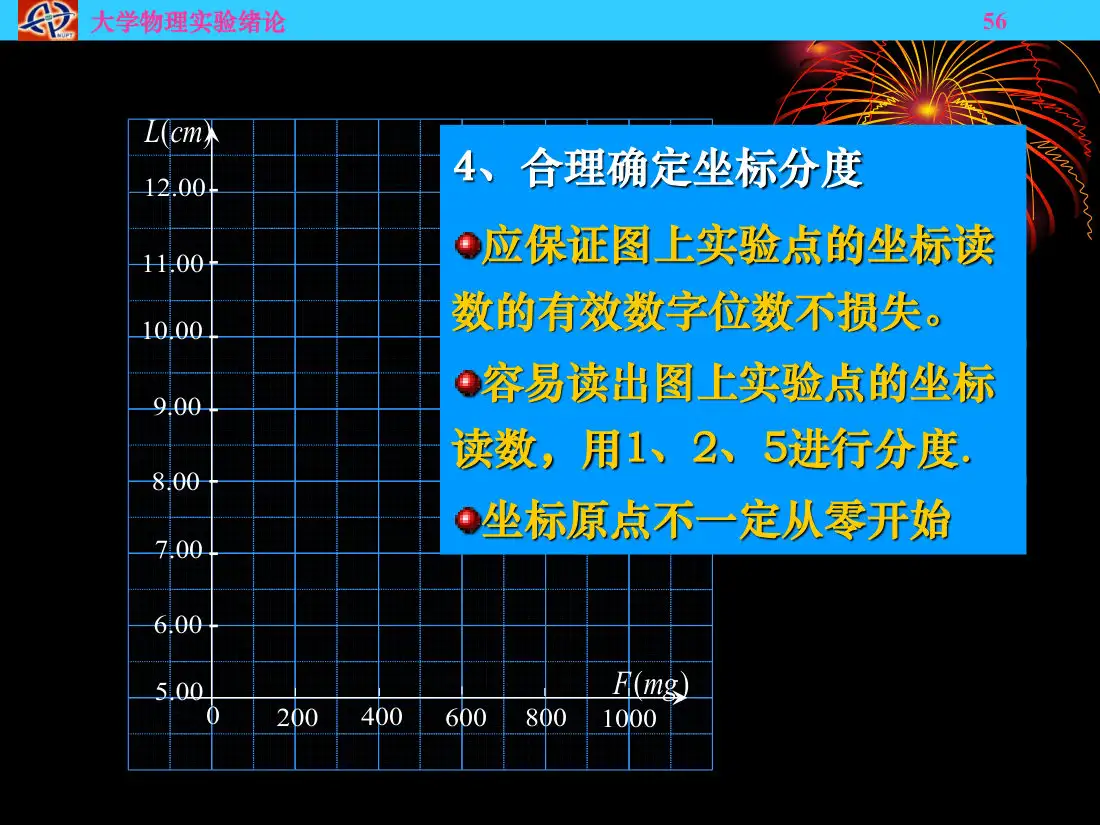 大学物理实验绪论
56
NUPT
L(cm)
12.00
11.00
10.00
9.00
8.00
7.00
6.00
5.00
0
200
400
600
800
1000
F(mg)
4、合理确定坐标分度
应保证图上实验点的坐标读
数的有效数字位数不损失。
容易读出图上实验点的坐标
读数，用1、2、5进行分度.
坐标原点不一定从零开始